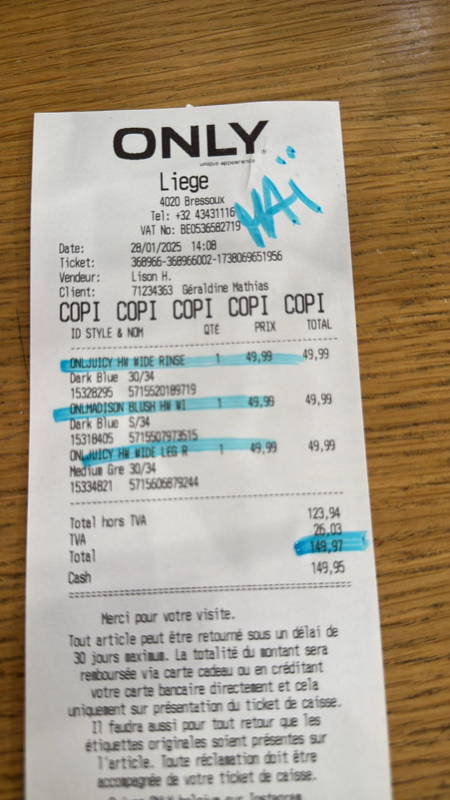 ONLY
unique appearance
MAÏ
Liege
4020 Bressoux
Tel: +32 43431116
VAT No: BE0536582719
Date: 28/01/2025 14:08
Ticket: 368966-368966002-1738069651956
Vendeur: Lison H.
Client: 71234363 Géraldine Mathias
COPI COPI COPI COPI COPI
ID STYLE & NOM QTÉ PRIX TOTAL
ONLJUICY HW WIDE RINSE 1 49,99 49,99
Dark Blue 30/34
15328295 5715520189719
ONLMADISON BLUSH HW WI 1 49,99 49,99
Dark Blue S/34
15318405 5715507973515
ONLJUICY HW WIDE LEG R 1 49,99 49,99
Medium Gre 30/34
15334821 5715606879244
Total hors TVA 123,94
TVA 26,03
Total 149,97
Cash 149,95
Merci pour votre visite.
Tout article peut être retourné sous un délai de
30 jours maximum. La totalité du montant sera
remboursée via carte cadeau ou en créditant
votre carte bancaire directement et cela
uniquement sur présentation du ticket de caisse.
Il faudra aussi pour tout retour que les
étiquettes originales soient présentes sur
l'article. Toute réclamation doit être
accompagnée de votre ticket de caisse.
ONLY belgium sur Instagram